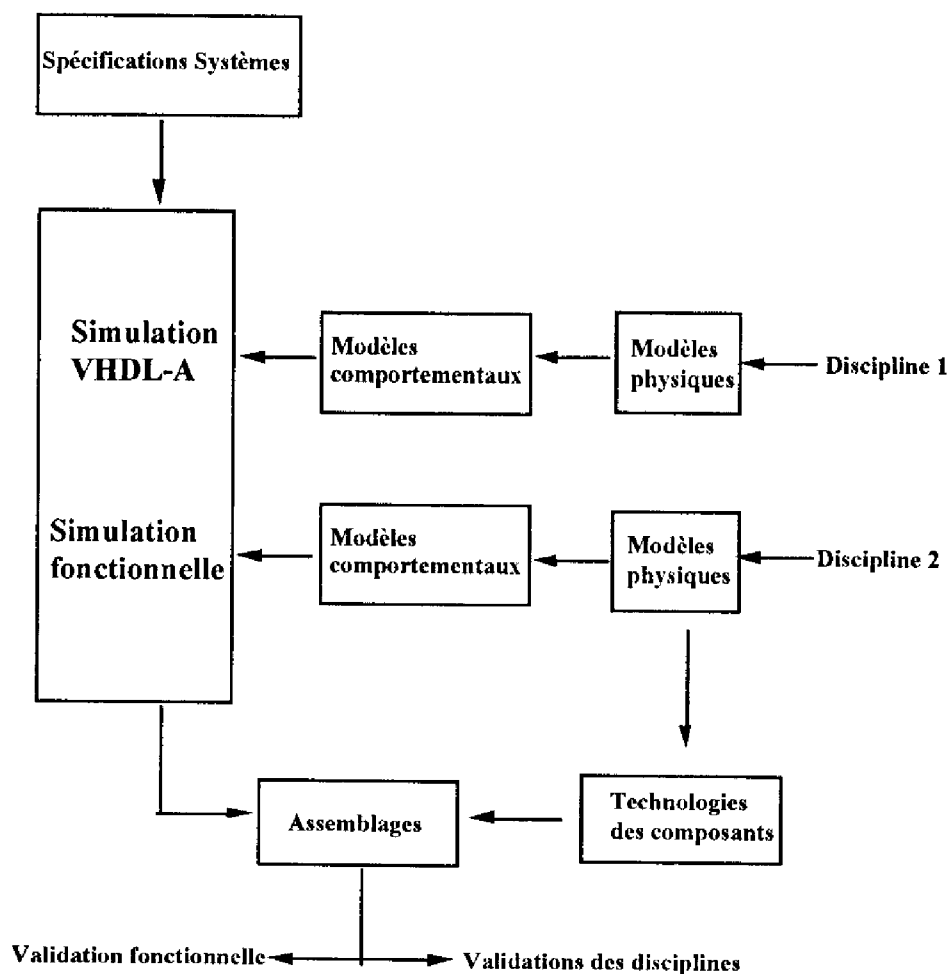 Spécifications Systèmes
Simulation
VHDL-A
Modèles
comportementaux
Modèles
physiques
Discipline 1
Simulation
fonctionnelle
Modèles
comportementaux
Modèles
physiques
Discipline 2
Assemblages
Technologies
des composants
Validation fonctionnelle
Validations des disciplines